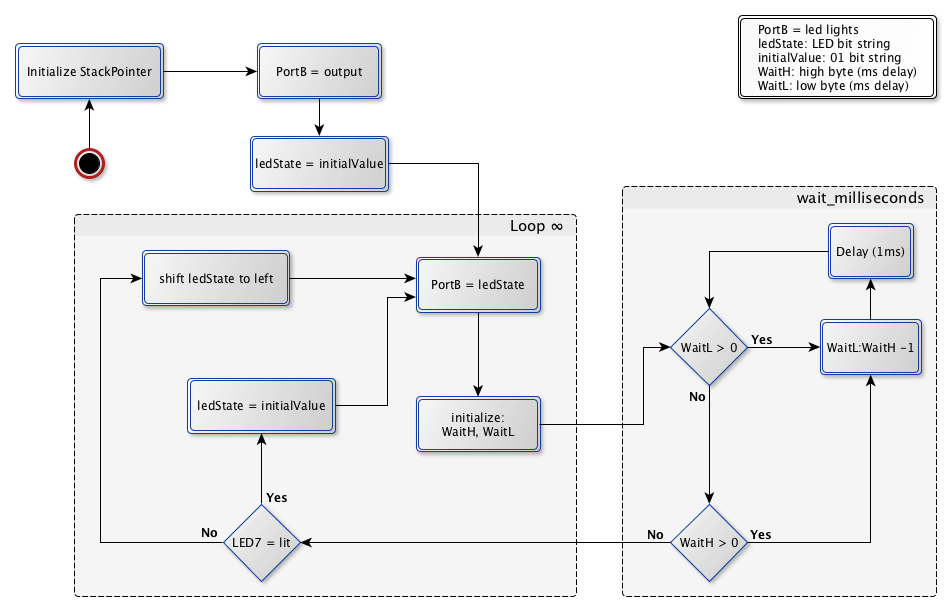 PortB = led lights
ledState: LED bit string
initialValue: 01 bit string
WaitH: high byte (ms delay)
WaitL: low byte (ms delay)
Initialize StackPointer
PortB = output
ledState = initialValue
Loop ∞
shift ledState to left
PortB = ledState
ledState = initialValue
initialize:
WaitH, WaitL
Yes
No
LED7 = lit
wait_milliseconds
Delay (1ms)
WaitL > 0
Yes
WaitL:WaitH -1
No
No
WaitH > 0
Yes